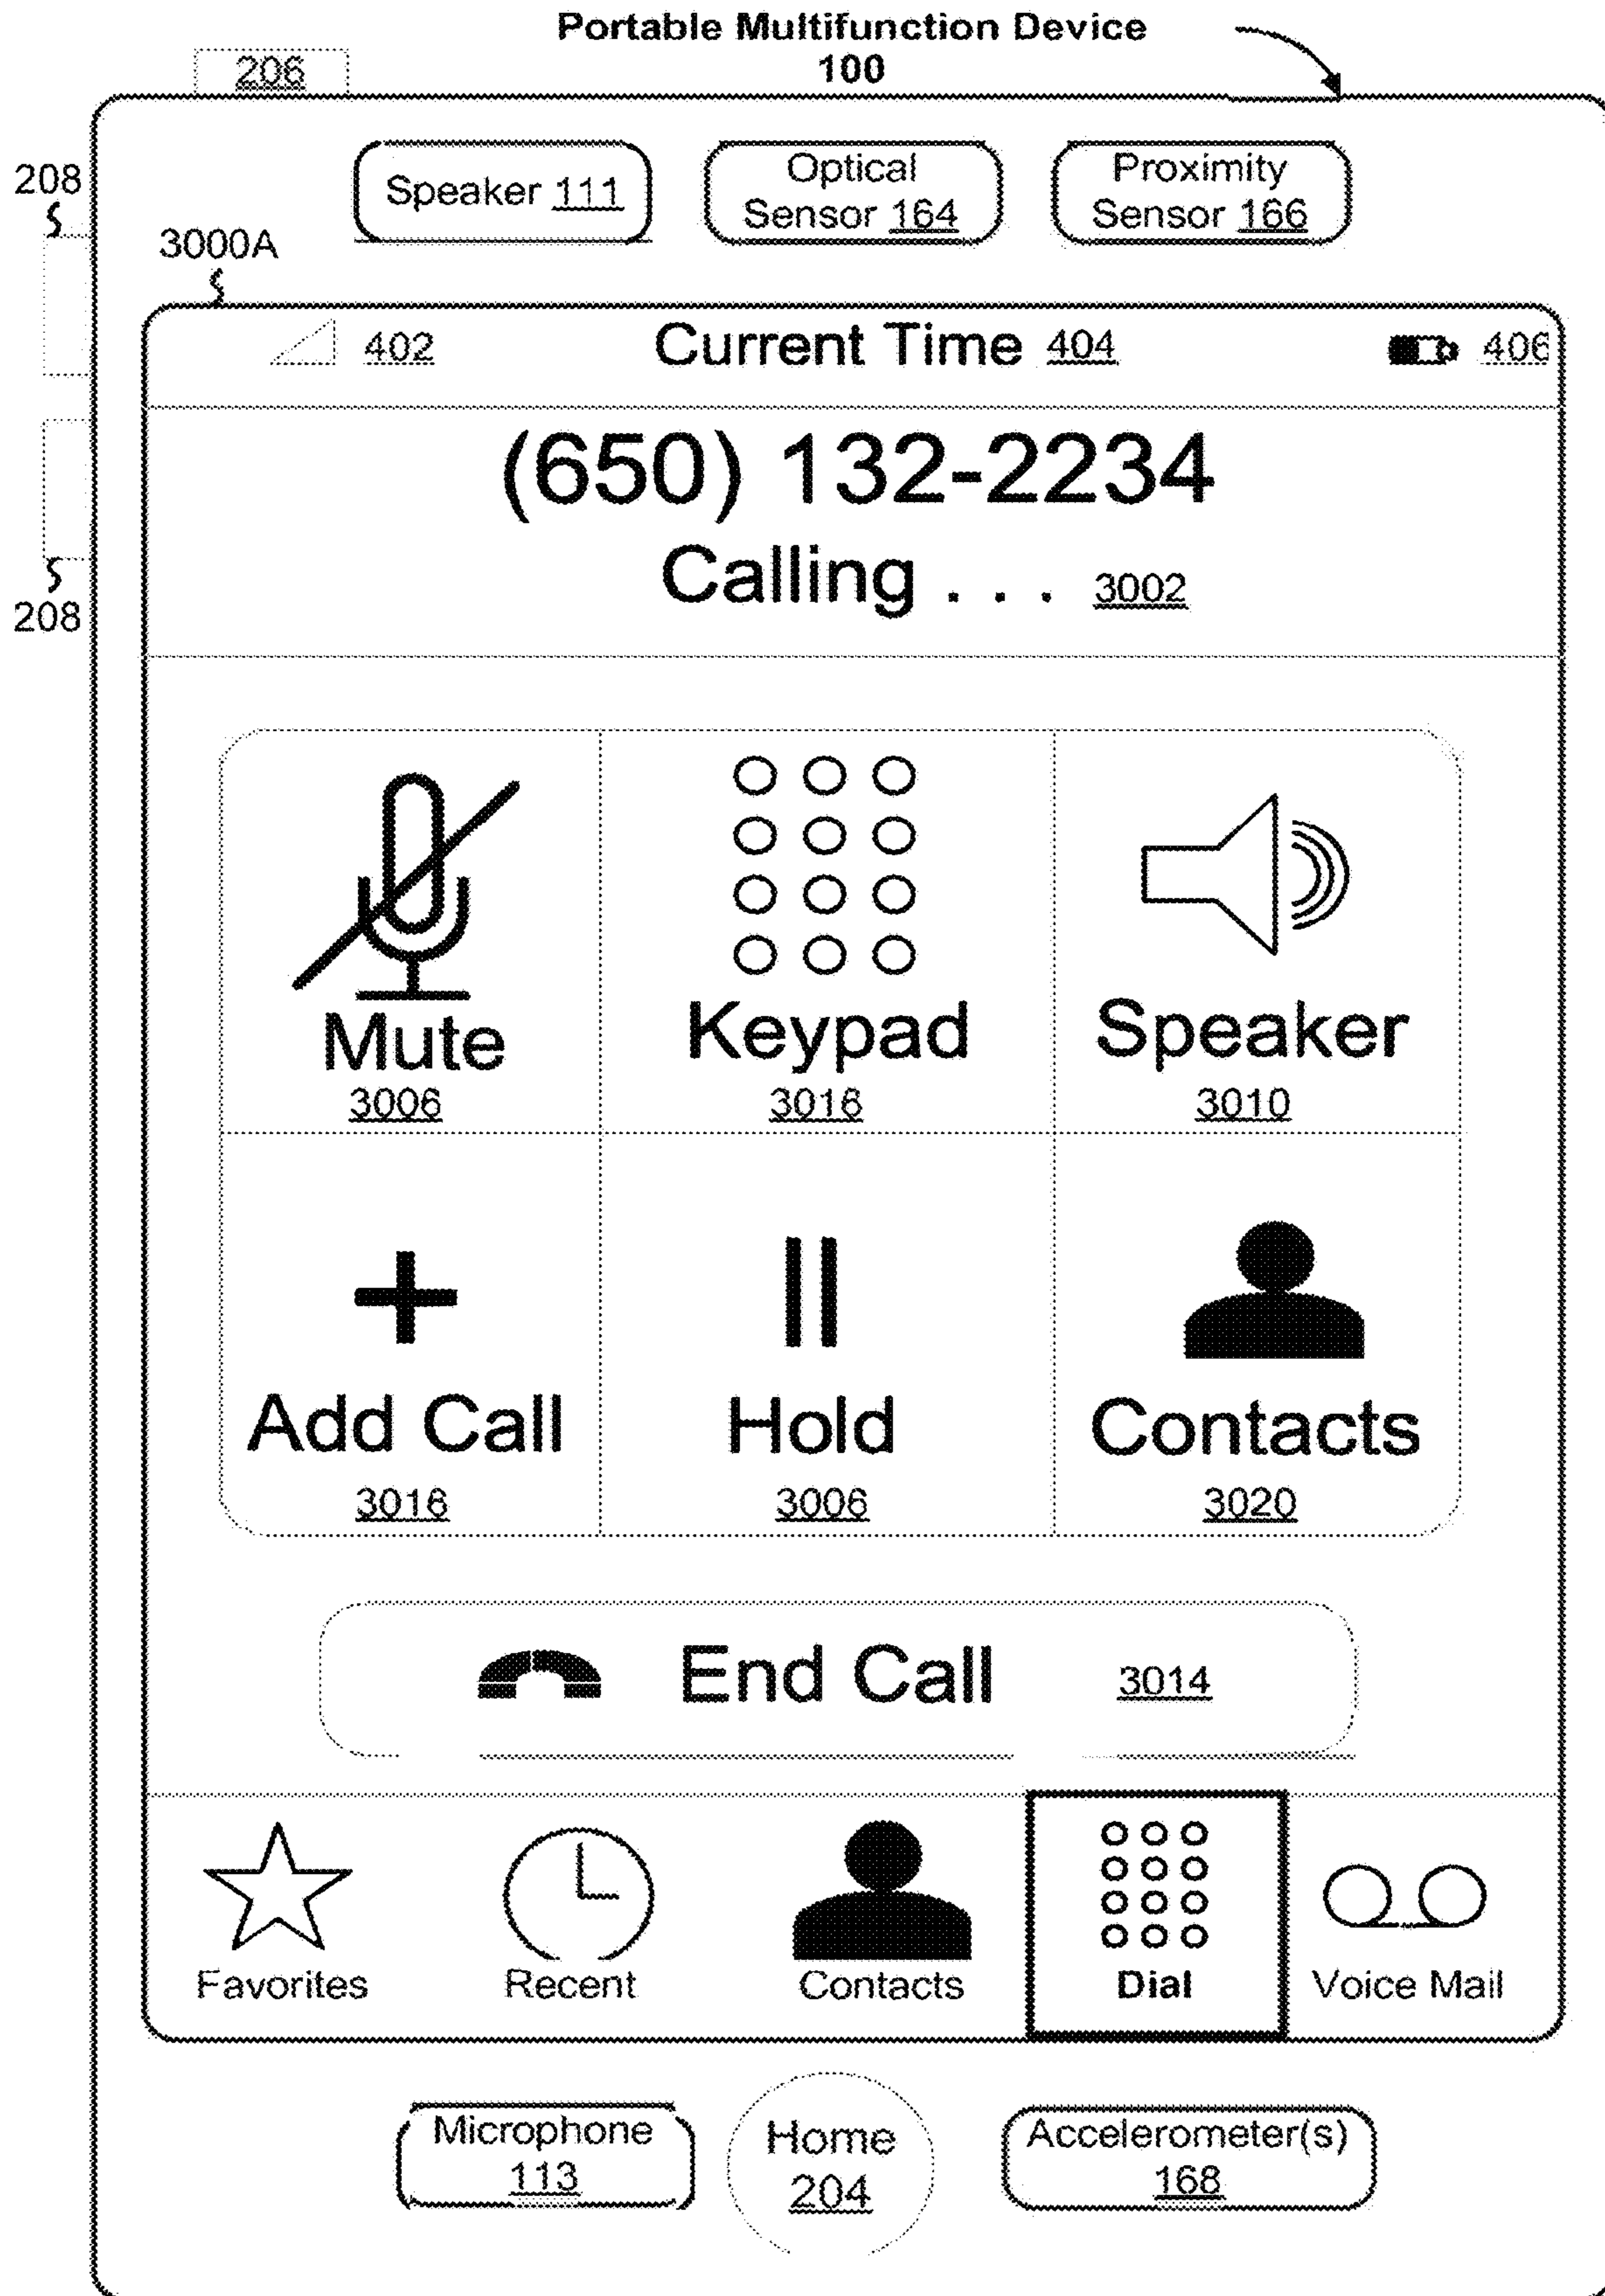 Portable Multifunction Device
100
206
208
Speaker 111
Optical
Sensor 164
Proximity
Sensor 166
3000A
402
Current Time 404
406
(650) 132-2234
Calling . . . 3002
208
Mute
3006
Keypad
3016
Speaker
3010
Add Call
3016
Hold
3006
Contacts
3020
End Call 3014
Favorites
Recent
Contacts
Dial
Voice Mail
Microphone
113
Home
204
Accelerometer(s)
168